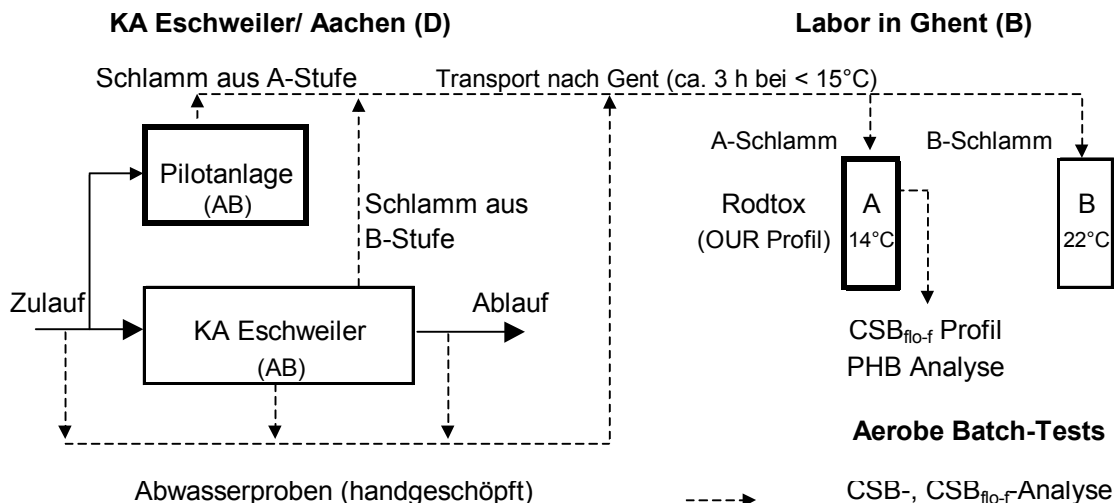 KA Eschweiler/ Aachen (D)
Labor in Ghent (B)
Schlamm aus A-Stufe
Transport nach Gent (ca. 3 h bei < 15°C)
A-Schlamm
B-Schlamm
Pilotanlage
(AB)
Schlamm aus
B-Stufe
Rodtox
(OUR Profil)
A
14°C
B
22°C
Zulauf
KA Eschweiler
(AB)
Ablauf
CSBflo-f Profil
PHB Analyse
Aerobe Batch-Tests
Abwasserproben (handgeschöpft)
CSB-, CSBflo-f-Analyse